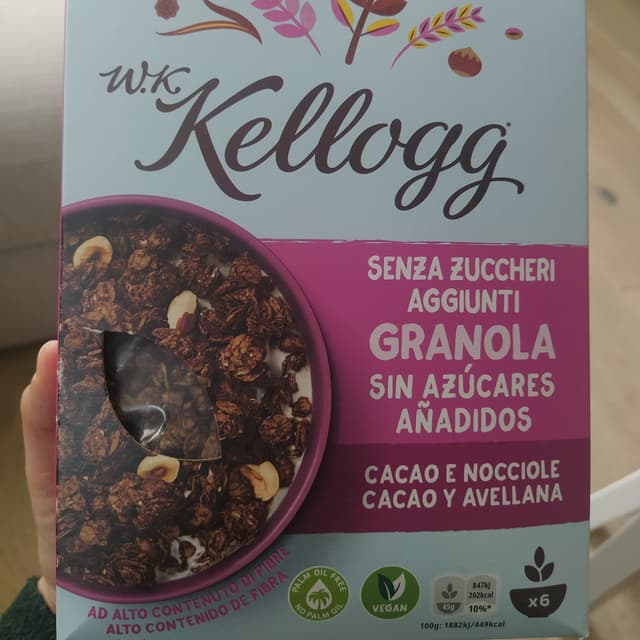 W.K.
Kellogg
SENZA ZUCCHERI
AGGIUNTI
GRANOLA
SIN AZÚCARES
AÑADIDOS
CACAO E NOCCIOLE
CACAO Y AVELLANA
AD ALTO CONTENUTO DI FIBRE
ALTO CONTENIDO DE FIBRA
PALM OIL FREE
NO PALM OIL
VEGAN
45g
847kJ
202kcal
10%*
100g: 1882kJ/449kcal
x6